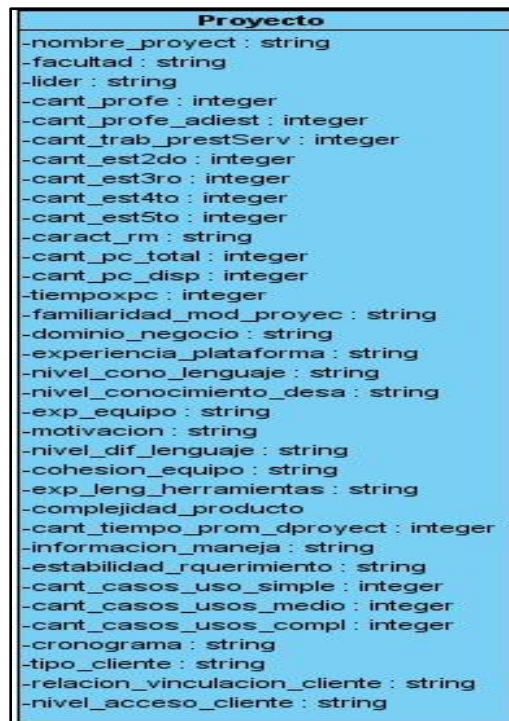 Proyecto
-nombre_proyect : string
-facultad : string
-lider : string
-cant_profe : integer
-cant_profe_adiest : integer
-cant_trab_prestServ : integer
-cant_est2do : integer
-cant_est3ro : integer
-cant_est4to : integer
-cant_est5to : integer
-caract_rm : string
-cant_pc_total : integer
-cant_pc_disp : integer
-tiempoxpc : integer
-familiaridad_mod_proyec : string
-dominio_negocio : string
-experiencia_plataforma : string
-nivel_cono_lenguaje : string
-nivel_conocimiento_desa : string
-exp_equipo : string
-motivacion : string
-nivel_dif_lenguaje : string
-cohesion_equipo : string
-exp_leng_herramientas : string
-complejidad_producto
-cant_tiempo_prom_dproyect : integer
-informacion_maneja : string
-estabilidad_rquerimiento : string
-cant_casos_uso_simple : integer
-cant_casos_usos_medio : integer
-cant_casos_usos_compl : integer
-cronograma : string
-tipo_cliente : string
-relacion_vinculacion_cliente : string
-nivel_acceso_cliente : string